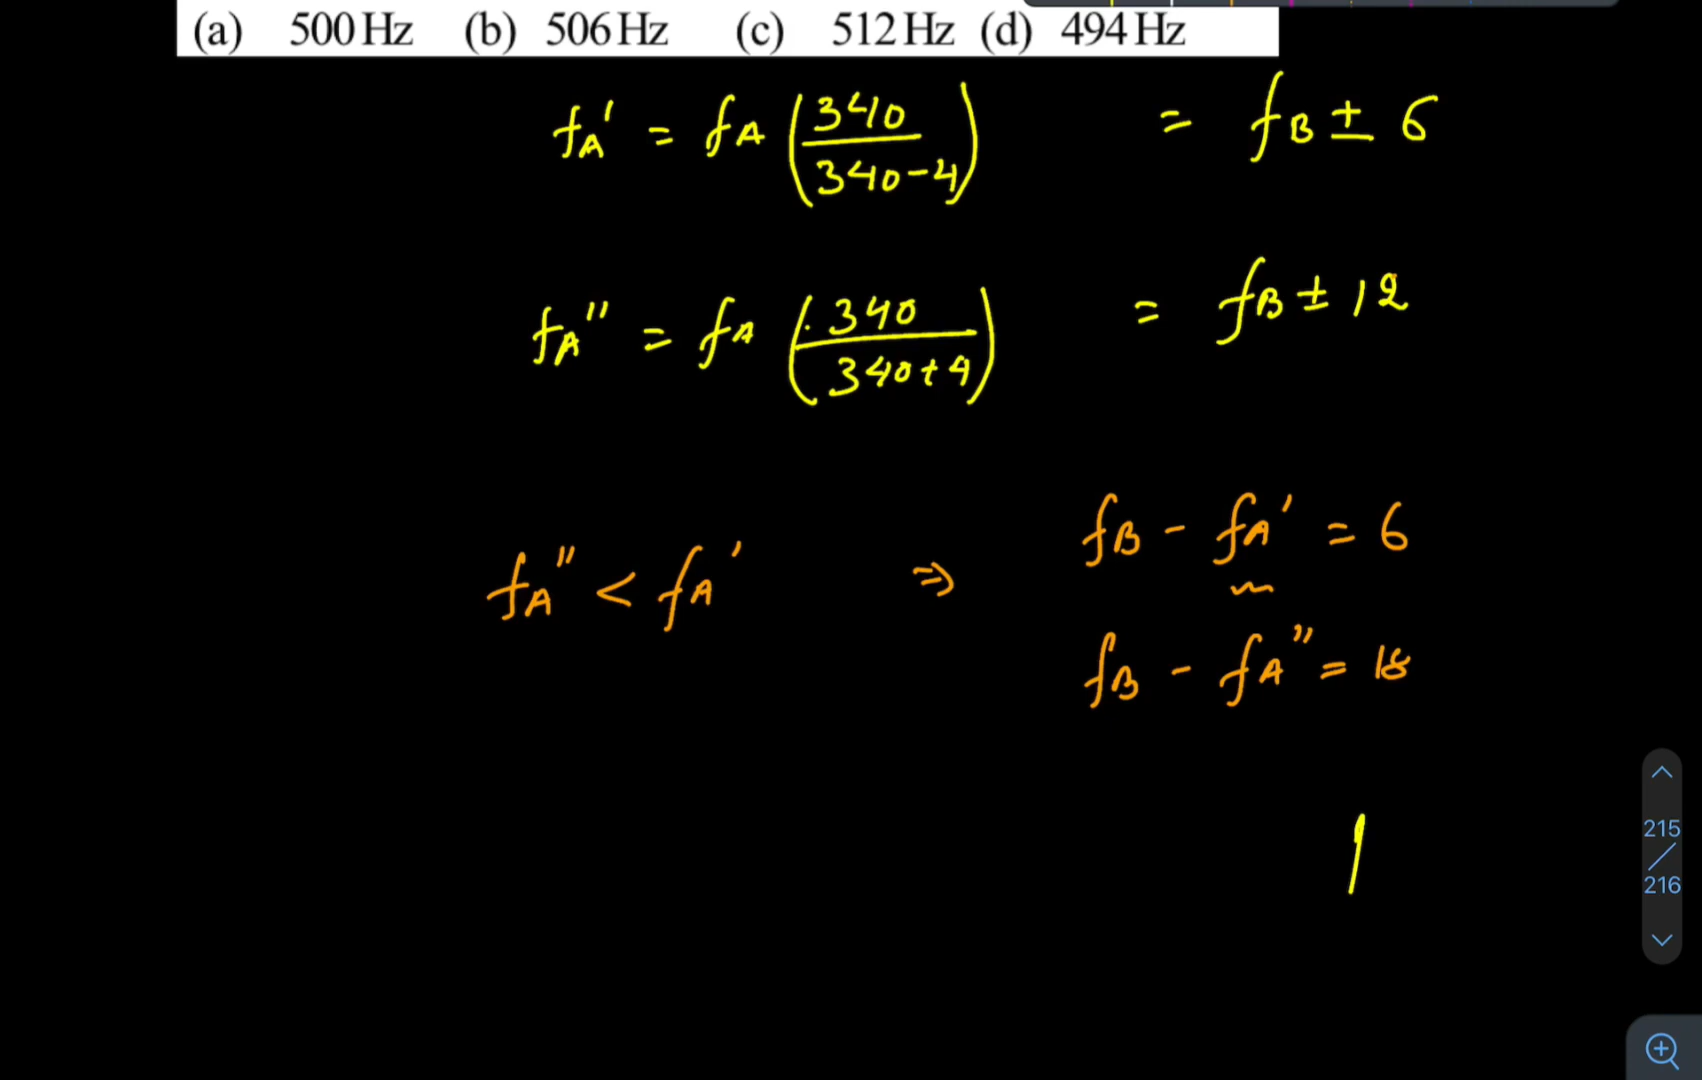 (a) 500 Hz (b) 506 Hz (c) 512 Hz (d) 494 Hz
fA' = fA (340 / 340-4) = fB ± 6
fA" = fA (340 / 340+4) = fB ± 12
fB - fA' = 6
fA" < fA' ⇒
fB - fA" = 18
215
216